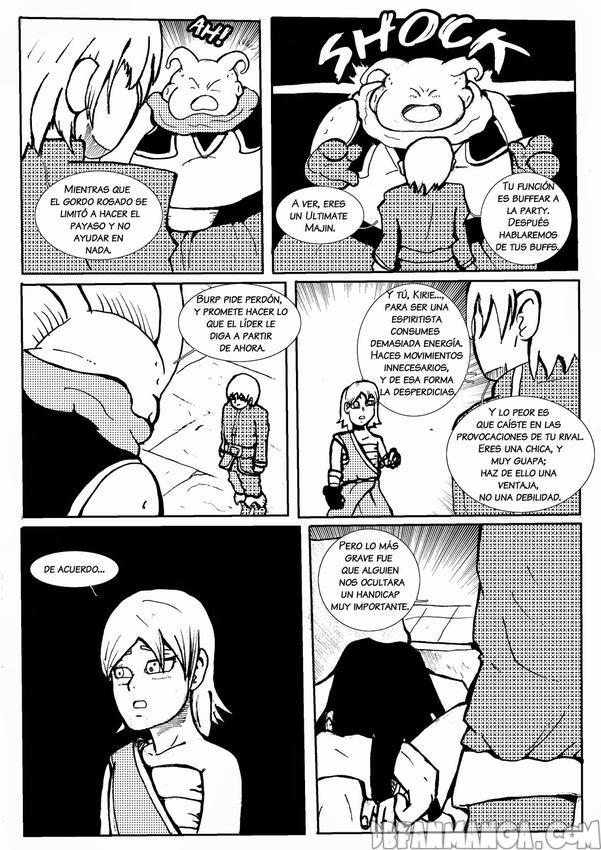 AH!
MIENTRAS QUE
EL GORDO ROSADO SE
LIMITÓ A HACER EL
PAYASO Y NO
AYUDAR EN
NADA.
SHOCK
A VER, ERES
UN ULTIMATE
MAJIN.
TU FUNCIÓN
ES BUFFEAR A
LA PARTY.
DESPUÉS
HABLAREMOS
DE TUS BUFFS.
BURP PIDE PERDÓN,
Y PROMETE HACER LO
QUE EL LÍDER LE
DIGA A PARTIR
DE AHORA.
Y TÚ, KIRIE...,
PARA SER UNA
ESPIRITISTA
CONSUMES
DEMASIADA ENERGÍA.
HACES MOVIMIENTOS
INNECESARIOS,
Y DE ESA FORMA
LA DESPERDICIAS.
Y LO PEOR ES
QUE CAÍSTE EN LAS
PROVOCACIONES DE TU RIVAL.
ERES UNA CHICA, Y
MUY GUAPA;
HAZ DE ELLO UNA
VENTAJA,
NO UNA DEBILIDAD.
DE ACUERDO...
PERO LO MÁS
GRAVE FUE
QUE ALGUIEN
NOS OCULTARA
UN HANDICAP
MUY IMPORTANTE.
DBFANMANGA.COM